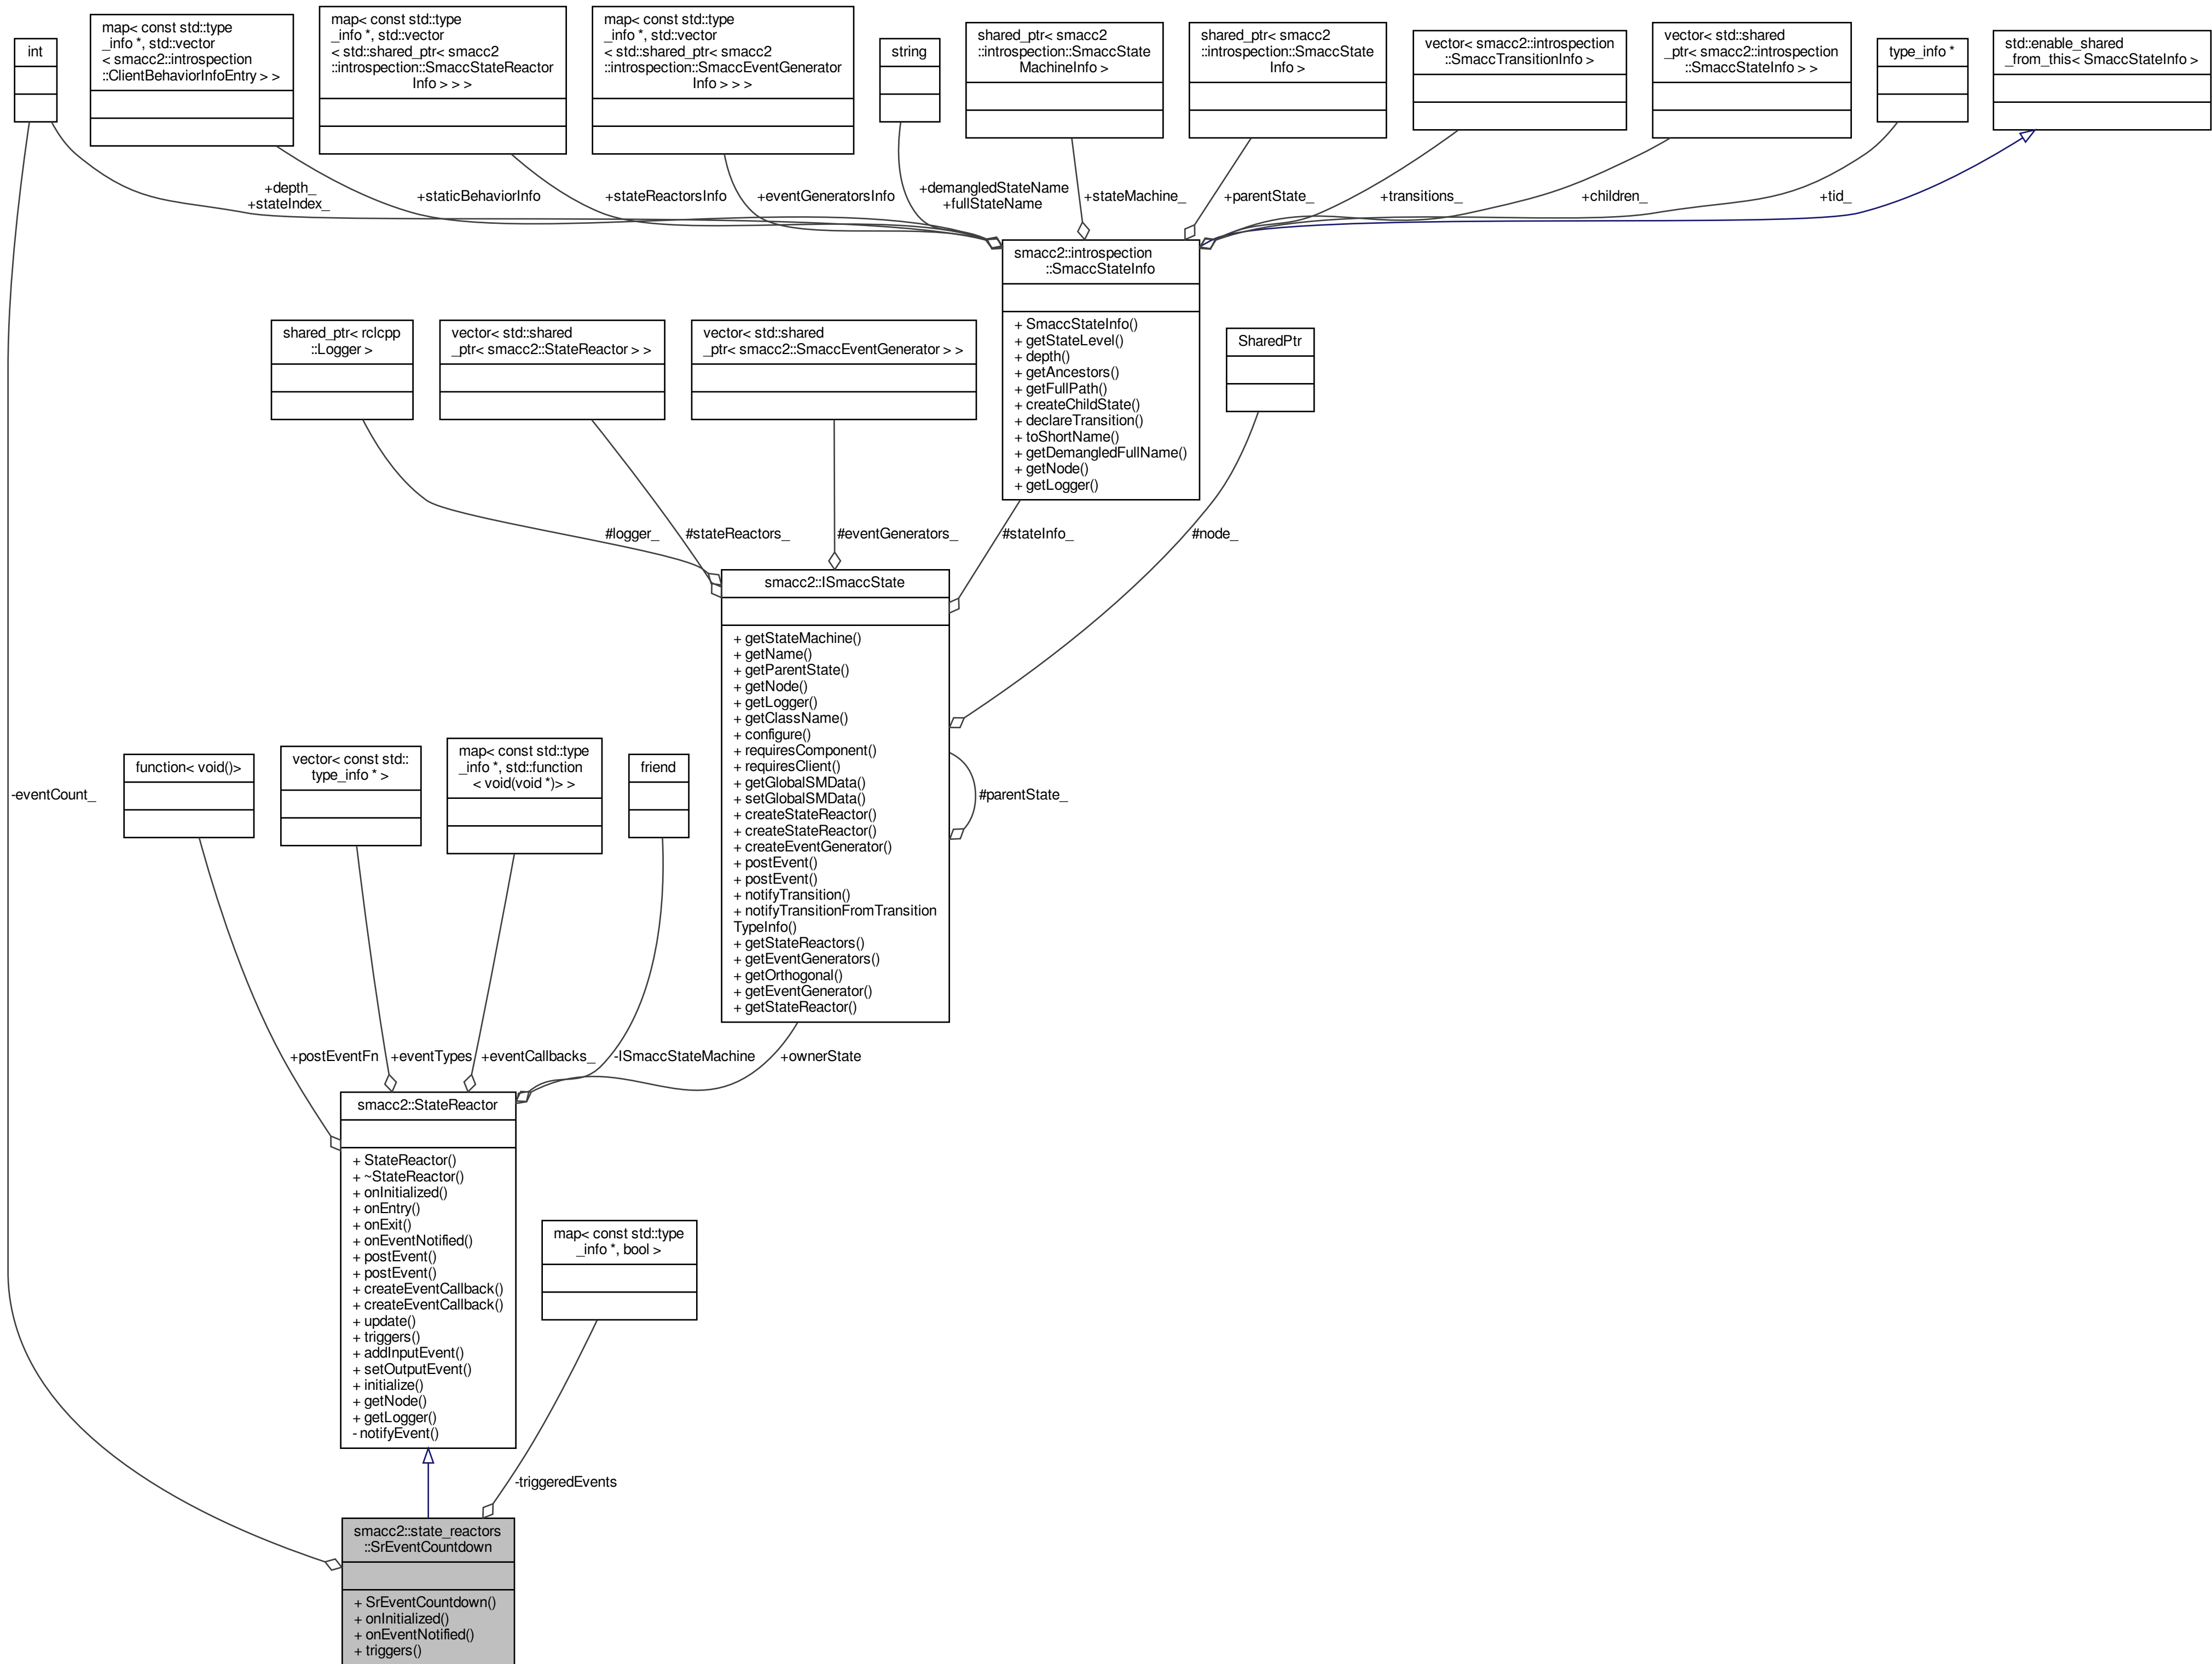 int
map< const std::type
_info *, std::vector
< smacc2::introspection
::ClientBehaviorInfoEntry > >
map< const std::type
_info *, std::vector
< std::shared_ptr< smacc2
::introspection::SmaccStateReactor
Info > > >
map< const std::type
_info *, std::vector
< std::shared_ptr< smacc2
::introspection::SmaccEventGenerator
Info > > >
string
shared_ptr< smacc2
::introspection::SmaccState
MachineInfo >
shared_ptr< smacc2
::introspection::SmaccState
Info >
vector< smacc2::introspection
::SmaccTransitionInfo >
vector< std::shared
_ptr< smacc2::introspection
::SmaccStateInfo > >
type_info *
std::enable_shared
_from_this< SmaccStateInfo >
+depth_
+stateIndex_
+staticBehaviorInfo
+stateReactorsInfo
+eventGeneratorsInfo
+demangledStateName
+fullStateName
+stateMachine_
+parentState_
+transitions_
+children_
+tid_
smacc2::introspection
::SmaccStateInfo
+ SmaccStateInfo()
+ getStateLevel()
+ depth()
+ getAncestors()
+ getFullPath()
+ createChildState()
+ declareTransition()
+ toShortName()
+ getDemangledFullName()
+ getNode()
+ getLogger()
shared_ptr< rclcpp
::Logger >
vector< std::shared
_ptr< smacc2::StateReactor > >
vector< std::shared
_ptr< smacc2::SmaccEventGenerator > >
SharedPtr
#logger_
#stateReactors_
#eventGenerators_
#stateInfo_
#node_
smacc2::ISmaccState
+ getStateMachine()
+ getName()
+ getParentState()
+ getNode()
+ getLogger()
+ getClassName()
+ configure()
+ requiresComponent()
+ requiresClient()
+ getGlobalSMData()
+ setGlobalSMData()
+ createStateReactor()
+ createStateReactor()
+ createEventGenerator()
+ postEvent()
+ postEvent()
+ notifyTransition()
+ notifyTransitionFromTransition
TypeInfo()
+ getStateReactors()
+ getEventGenerators()
+ getOrthogonal()
+ getEventGenerator()
+ getStateReactor()
#parentState_
-eventCount_
function< void()>
vector< const std::
type_info * >
map< const std::type
_info *, std::function
< void(void *)> >
friend
+postEventFn
+eventTypes
+eventCallbacks_
-ISmaccStateMachine
+ownerState
smacc2::StateReactor
+ StateReactor()
+ ~StateReactor()
+ onInitialized()
+ onEntry()
+ onExit()
+ onEventNotified()
+ postEvent()
+ postEvent()
+ createEventCallback()
+ createEventCallback()
+ update()
+ triggers()
+ addInputEvent()
+ setOutputEvent()
+ initialize()
+ getNode()
+ getLogger()
- notifyEvent()
map< const std::type
_info *, bool >
-triggeredEvents
smacc2::state_reactors
::SrEventCountdown
+ SrEventCountdown()
+ onInitialized()
+ onEventNotified()
+ triggers()